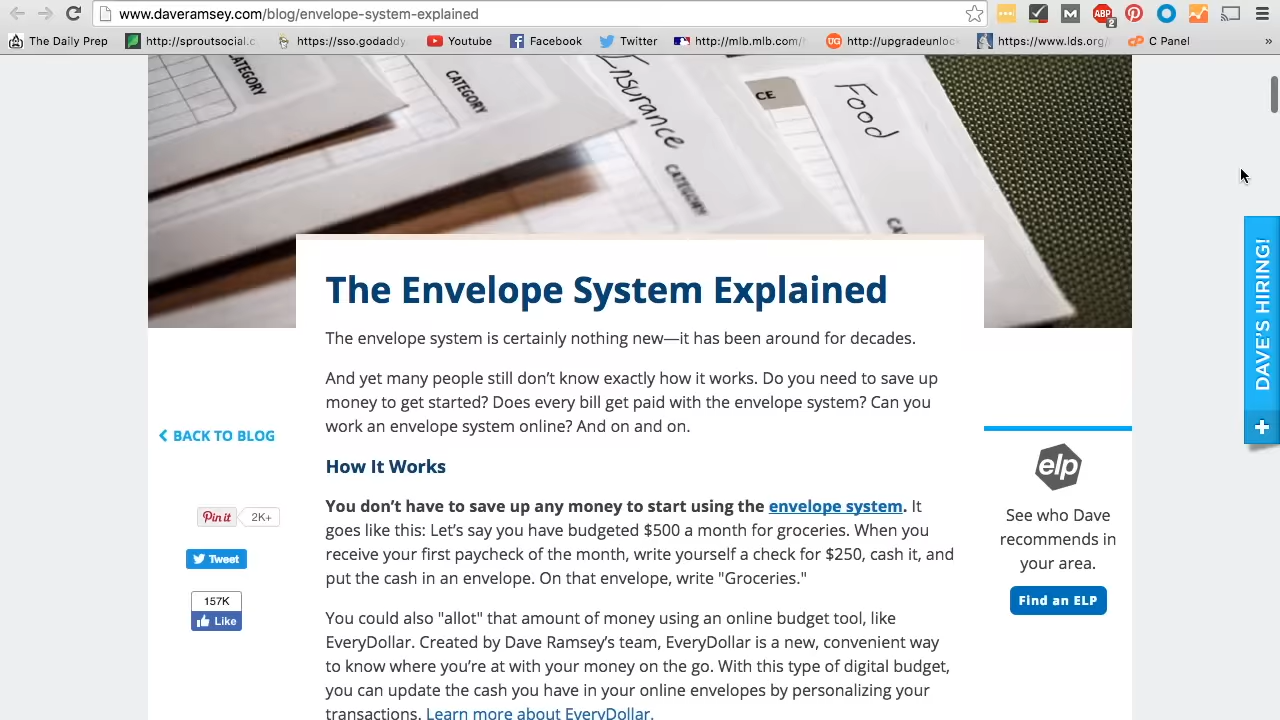 www.daveramsey.com/blog/envelope-system-explained
M
ABP
2
The Daily Prep
http://sproutsocial.c
https://sso.godaddy
Youtube
Facebook
Twitter
http://mlb.mlb.com/
http://upgradeunloc
https://www.lds.org/
C Panel
»
CATEGORY
CATEGORY
Insurance
CATEGORY
CE
Food
CA
DAVE'S HIRING!
+
The Envelope System Explained
The envelope system is certainly nothing new—it has been around for decades.
And yet many people still don’t know exactly how it works. Do you need to save up
money to get started? Does every bill get paid with the envelope system? Can you
work an envelope system online? And on and on.
How It Works
You don’t have to save up any money to start using the envelope system. It
goes like this: Let’s say you have budgeted $500 a month for groceries. When you
receive your first paycheck of the month, write yourself a check for $250, cash it, and
put the cash in an envelope. On that envelope, write "Groceries."
You could also "allot" that amount of money using an online budget tool, like
EveryDollar. Created by Dave Ramsey’s team, EveryDollar is a new, convenient way
to know where you’re at with your money on the go. With this type of digital budget,
you can update the cash you have in your online envelopes by personalizing your
transactions. Learn more about EveryDollar.
BACK TO BLOG
Pin it
2K+
Tweet
157K
Like
elp
See who Dave
recommends in
your area.
Find an ELP